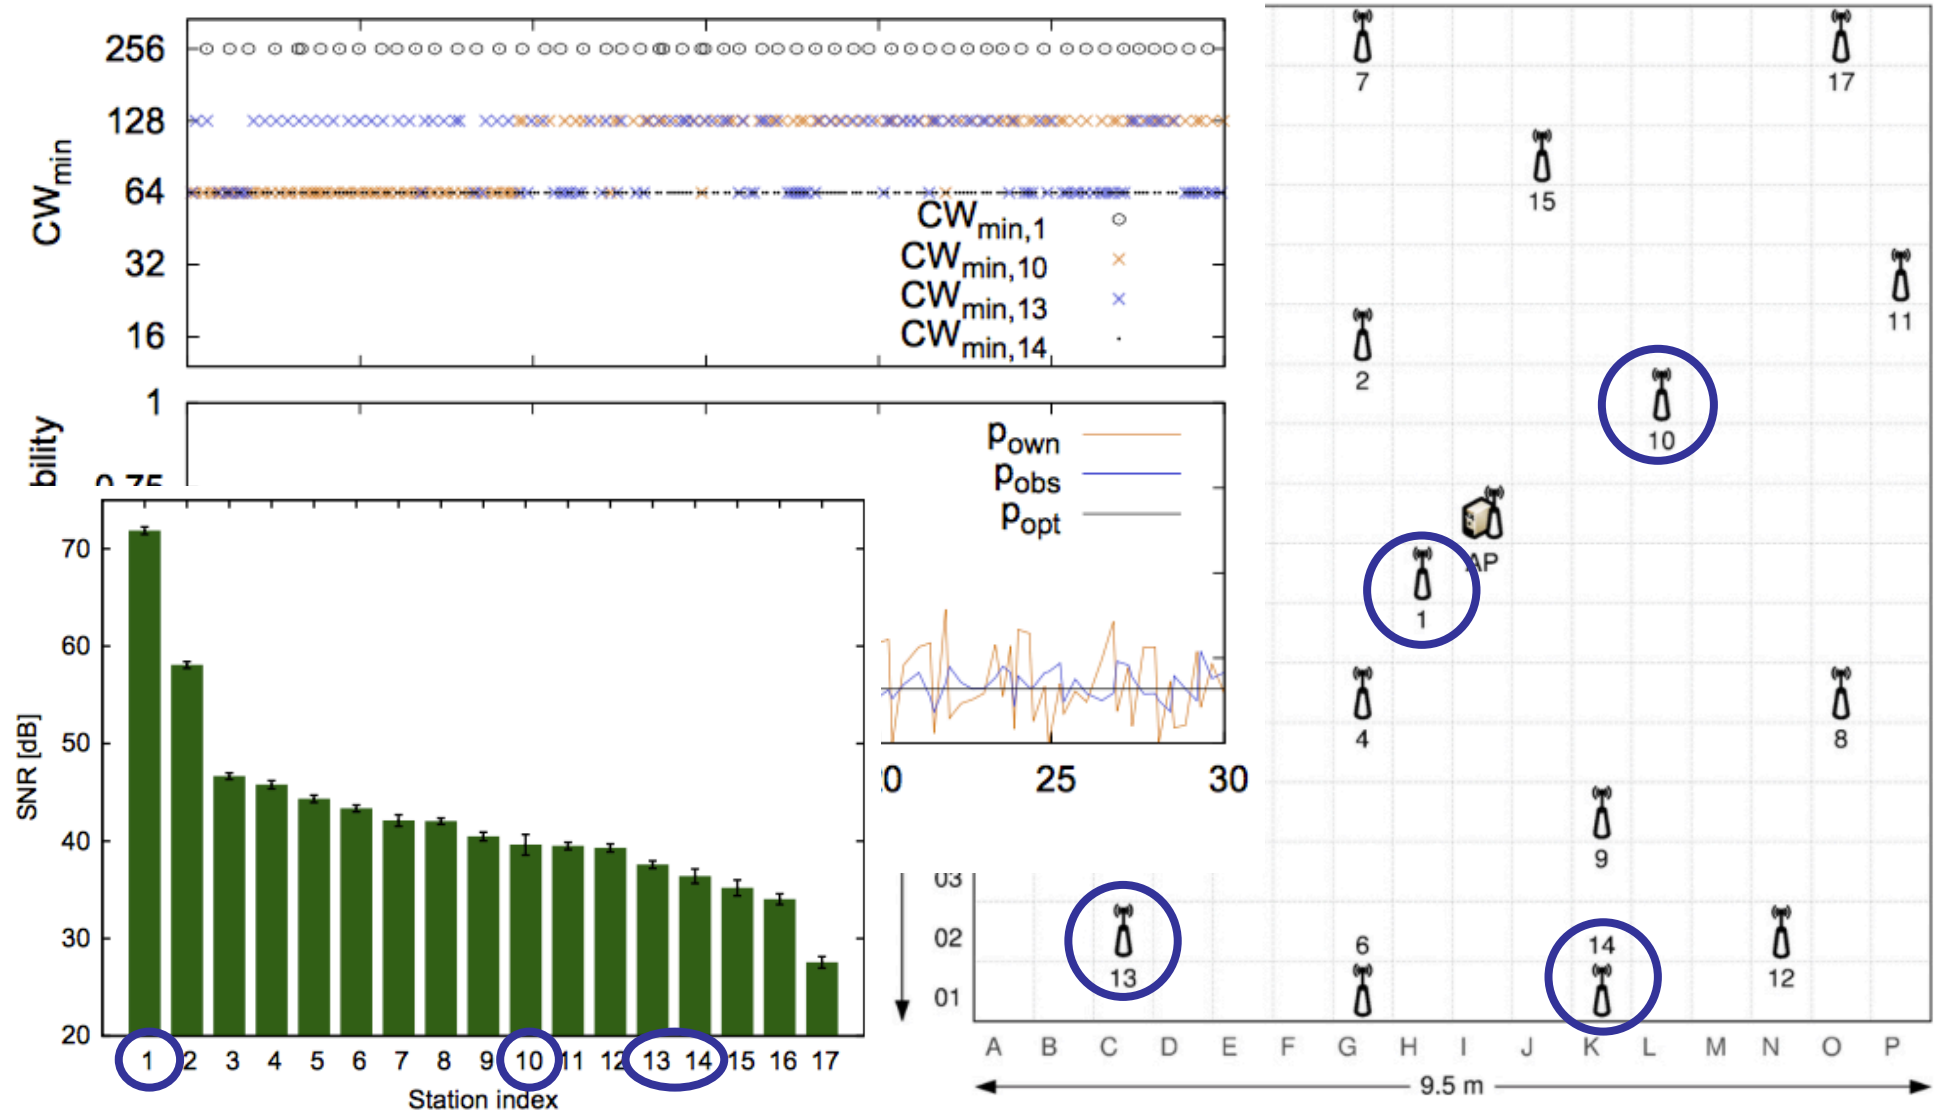 256
128
64
32
16
CWmin
CWmin,1
CWmin,10
CWmin,13
CWmin,14
1
bility
pown
pobs
popt
25
30
70
60
50
40
30
20
SNR [dB]
1 2 3 4 5 6 7 8 9 10 11 12 13 14 15 16 17
Station index
7
17
15
11
2
10
AP
1
4
8
9
03
02
01
13
6
14
12
A B C D E F G H I J K L M N O P
9.5 m